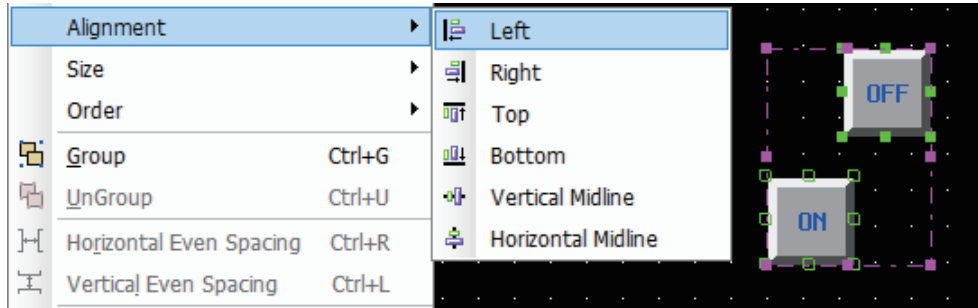 Alignment
Size
Order
Group Ctrl+G
UnGroup Ctrl+U
Horizontal Even Spacing Ctrl+R
Vertical Even Spacing Ctrl+L
Left
Right
Top
Bottom
Vertical Midline
Horizontal Midline
OFF
ON